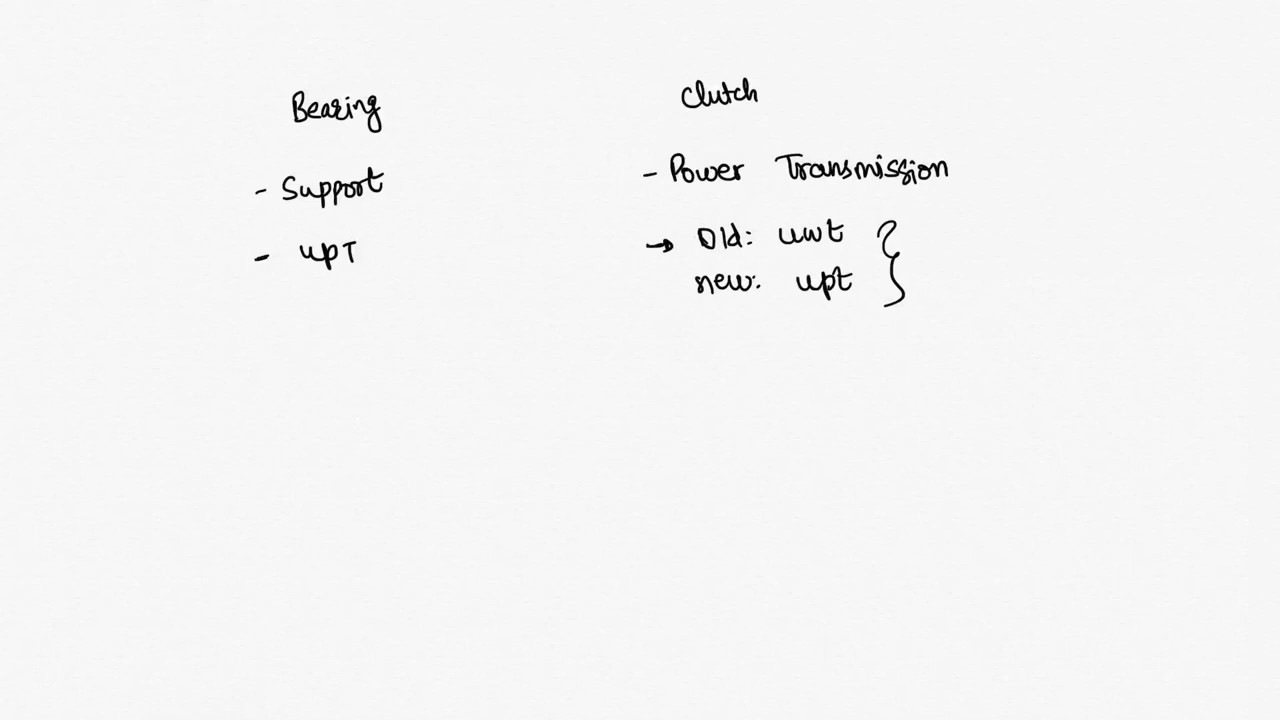 Bearing
- Support
- UPT
Clutch
- Power Transmission
→ Old: uwt
new: upt